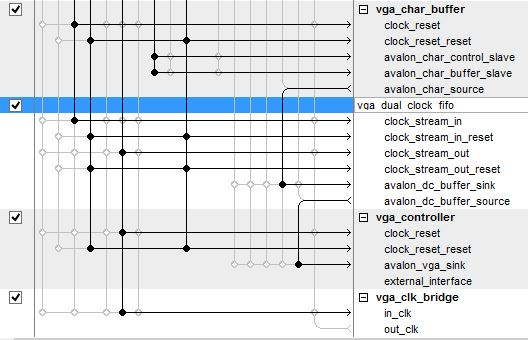 vga_char_buffer
clock_reset
clock_reset_reset
avalon_char_control_slave
avalon_char_buffer_slave
avalon_char_source
vga_dual_clock_fifo
clock_stream_in
clock_stream_in_reset
clock_stream_out
clock_stream_out_reset
avalon_dc_buffer_sink
avalon_dc_buffer_source
vga_controller
clock_reset
clock_reset_reset
avalon_vga_sink
external_interface
vga_clk_bridge
in_clk
out_clk